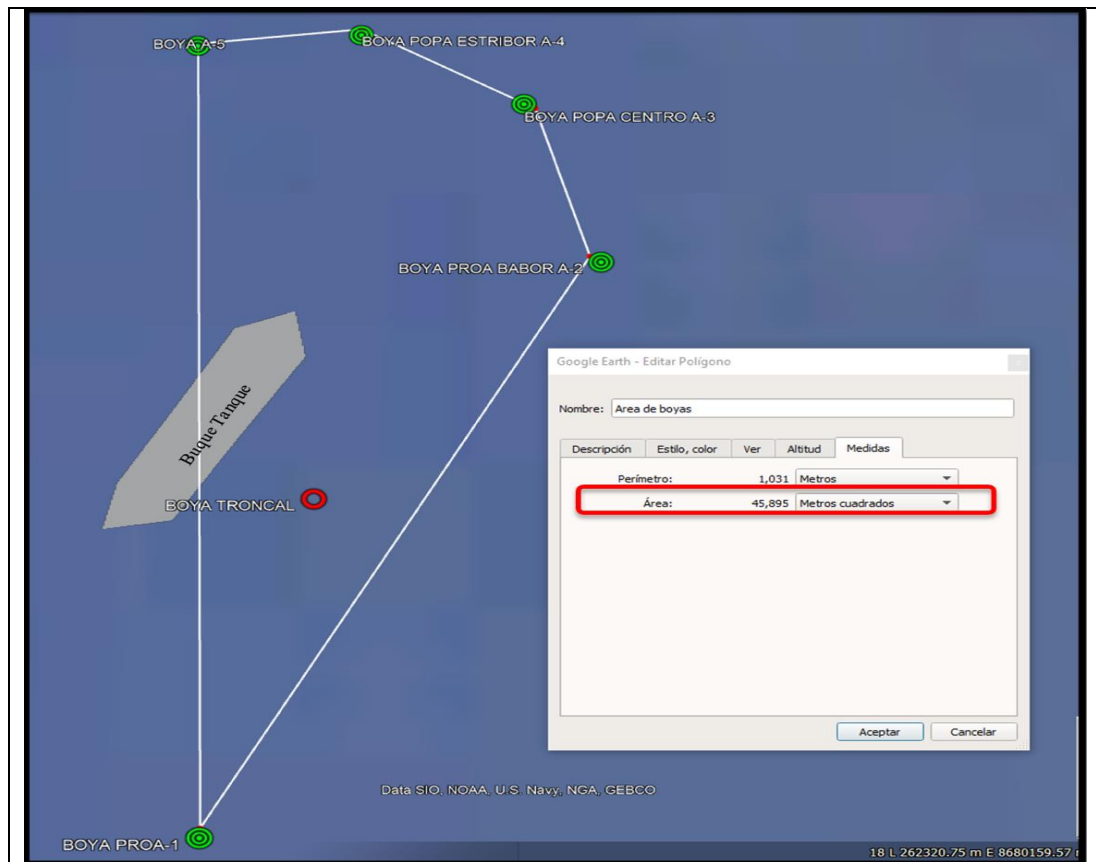 BOYA A-5
BOYA POPA ESTRIBOR A-4
BOYA POPA CENTRO A-3
BOYA PROA BABOR A-2
Buque Tanque
BOYA TRONCAL
Google Earth - Editar Polígono
Nombre: Area de boyas
Descripción Estilo, color Ver Altitud Medidas
Perímetro: 1,031 Metros
Área: 45,895 Metros cuadrados
Aceptar Cancelar
Data SIO, NOAA, U.S. Navy, NGA, GEBCO
BOYA PROA-1
18 L 262320.75 m E 8680159.57